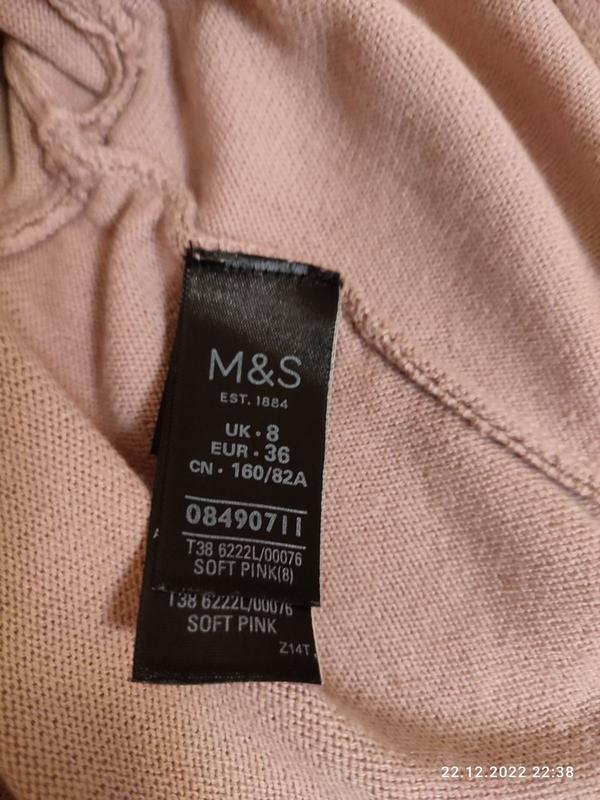 M&S
EST. 1884
UK · 8
EUR · 36
CN · 160/82A
08490711
T38 6222L/00076
SOFT PINK(8)
T38 6222L/00076
SOFT PINK
Z14T
22.12.2022 22:38